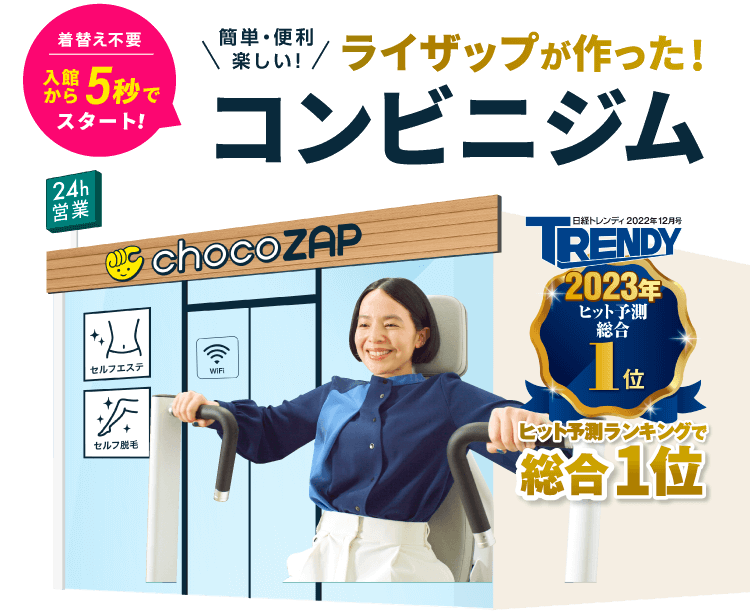 着替え不要
入館
から5秒で
スタート!
簡単・便利
楽しい!
ライザップが作った!
コンビニジム
24h
営業
chocoZAP
セルフエステ
WiFi
セルフ脱毛
日経トレンディ 2022年12月号
TRENDY
2023年
ヒット予測
総合
1位
ヒット予測ランキングで
総合1位